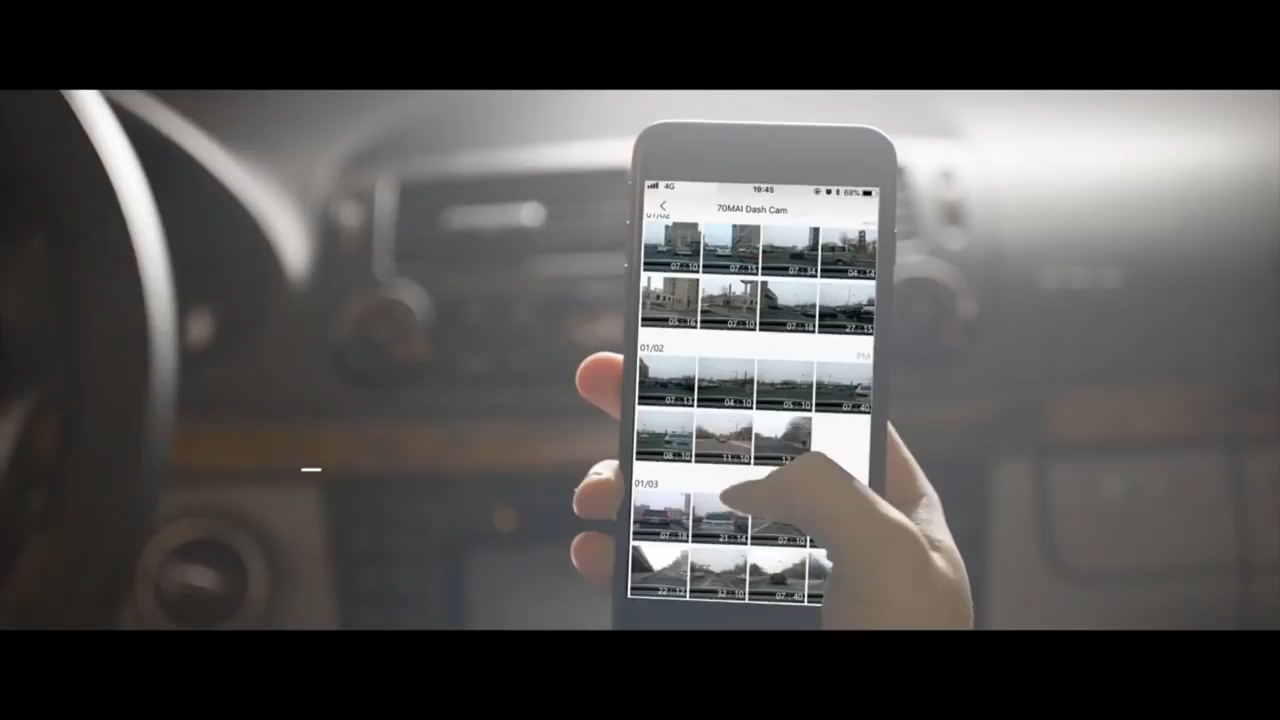 4G 19:45 68%
70MAI Dash Cam
01/02
07:10 07:15 07:34 04:14
05:16 07:10 07:18 27:15
01/02 PM
07:13 04:10 05:10 07:40
08:10 11:10
01/03
07:18 21:14 07:10
22:12 32:10 07:40